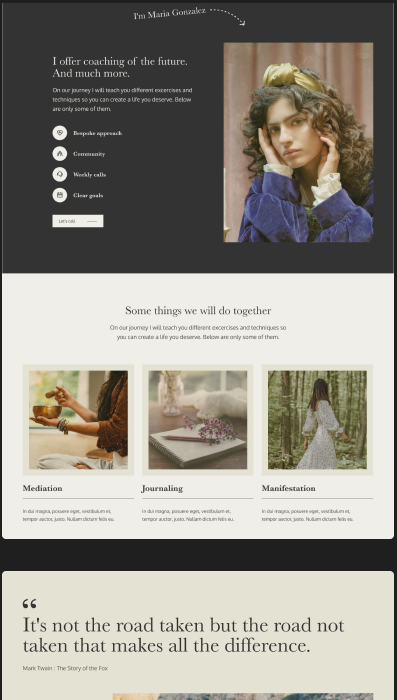 I'm Maria Gonzalez
I offer coaching of the future.
And much more.
On our journey I will teach you different excercises and
techniques so you can create a life you deserve. Below
are only some of them.
Bespoke approach
Community
Weekly calls
Clear goals
Let's roll
Some things we will do together
On our journey I will teach you different excercises and techniques so
you can create a life you deserve. Below are only some of them.
Mediation
Journaling
Manifestation
In dui magna, posuere eget, vestibulum et,
tempor auctor, justo. Nullam dictum felis eu.
In dui magna, posuere eget, vestibulum et,
tempor auctor, justo. Nullam dictum felis eu.
In dui magna, posuere eget, vestibulum et,
tempor auctor, justo. Nullam dictum felis eu.
“
It's not the road taken but the road not
taken that makes all the difference.
Mark Twain : The Story of the Fox